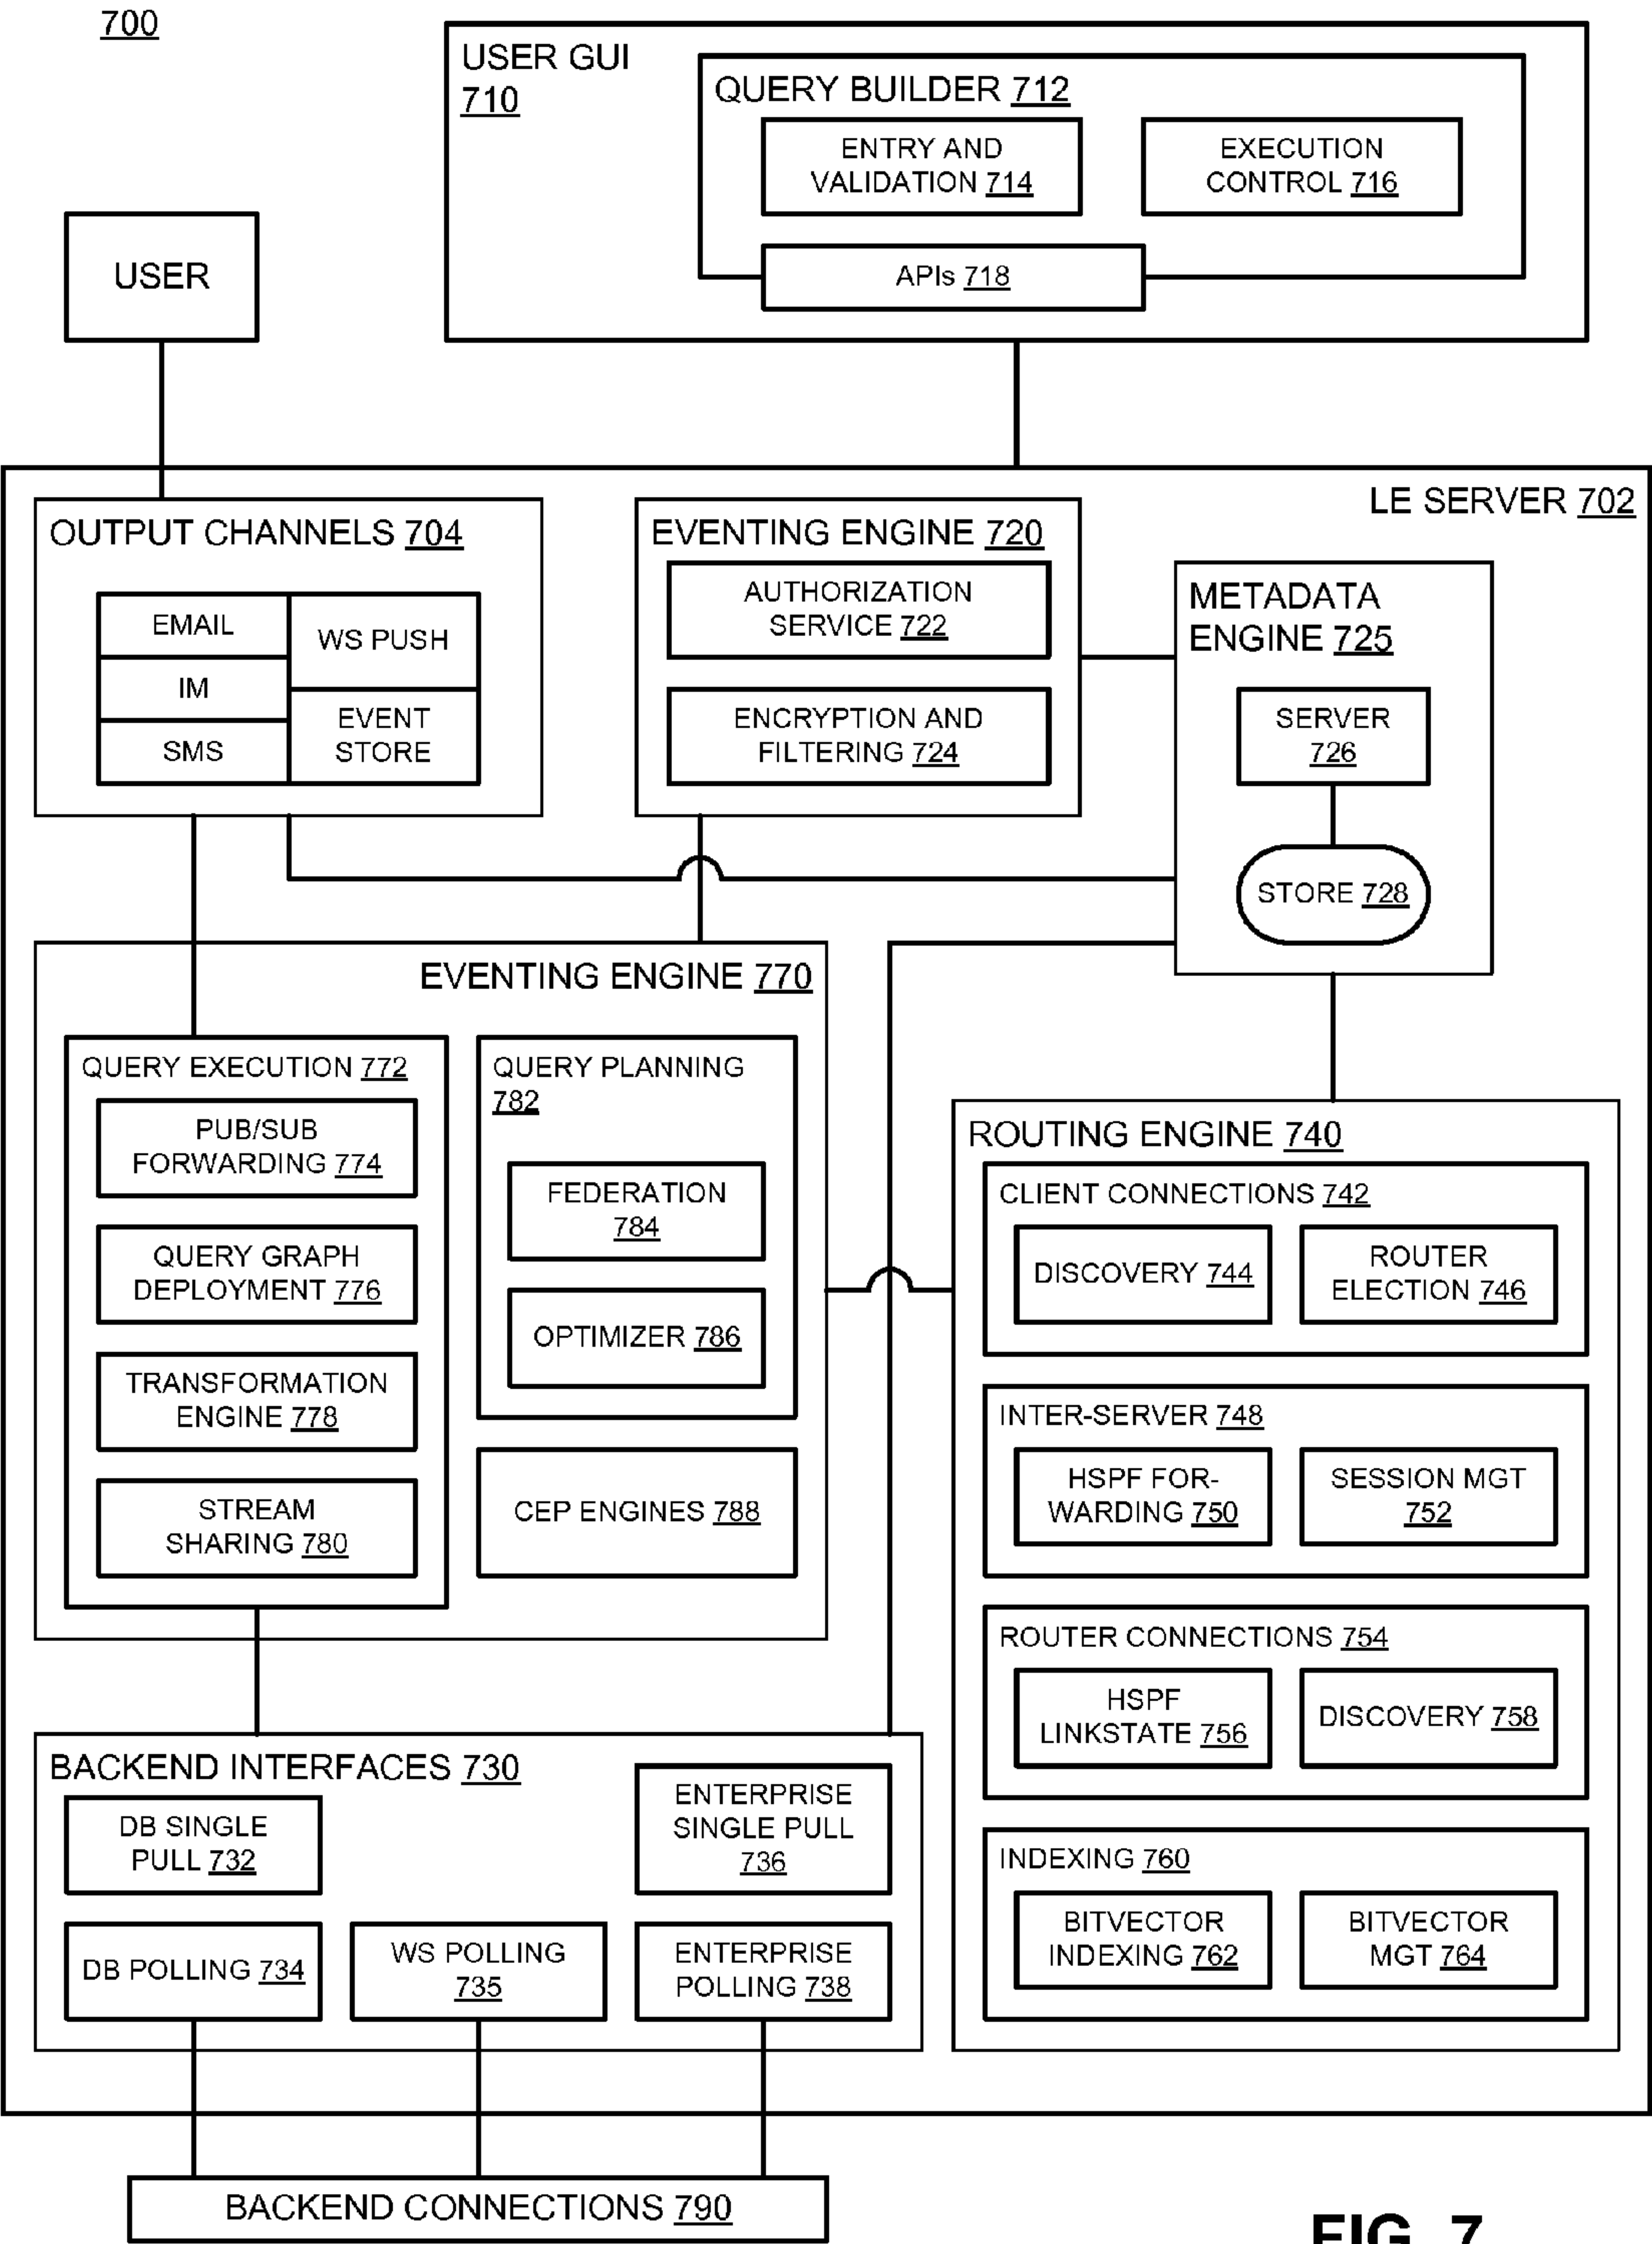 700
USER GUI
710
QUERY BUILDER 712
ENTRY AND
VALIDATION 714
EXECUTION
CONTROL 716
APIs 718
USER
LE SERVER 702
OUTPUT CHANNELS 704
EMAIL
IM
SMS
WS PUSH
EVENT
STORE
EVENTING ENGINE 720
AUTHORIZATION
SERVICE 722
ENCRYPTION AND
FILTERING 724
METADATA
ENGINE 725
SERVER
726
STORE 728
EVENTING ENGINE 770
QUERY EXECUTION 772
PUB/SUB
FORWARDING 774
QUERY GRAPH
DEPLOYMENT 776
TRANSFORMATION
ENGINE 778
STREAM
SHARING 780
QUERY PLANNING
782
FEDERATION
784
OPTIMIZER 786
CEP ENGINES 788
ROUTING ENGINE 740
CLIENT CONNECTIONS 742
DISCOVERY 744
ROUTER
ELECTION 746
INTER-SERVER 748
HSPF FOR-
WARDING 750
SESSION MGT
752
ROUTER CONNECTIONS 754
HSPF
LINKSTATE 756
DISCOVERY 758
INDEXING 760
BITVECTOR
INDEXING 762
BITVECTOR
MGT 764
BACKEND INTERFACES 730
DB SINGLE
PULL 732
ENTERPRISE
SINGLE PULL
736
DB POLLING 734
WS POLLING
735
ENTERPRISE
POLLING 738
BACKEND CONNECTIONS 790
FIG. 7